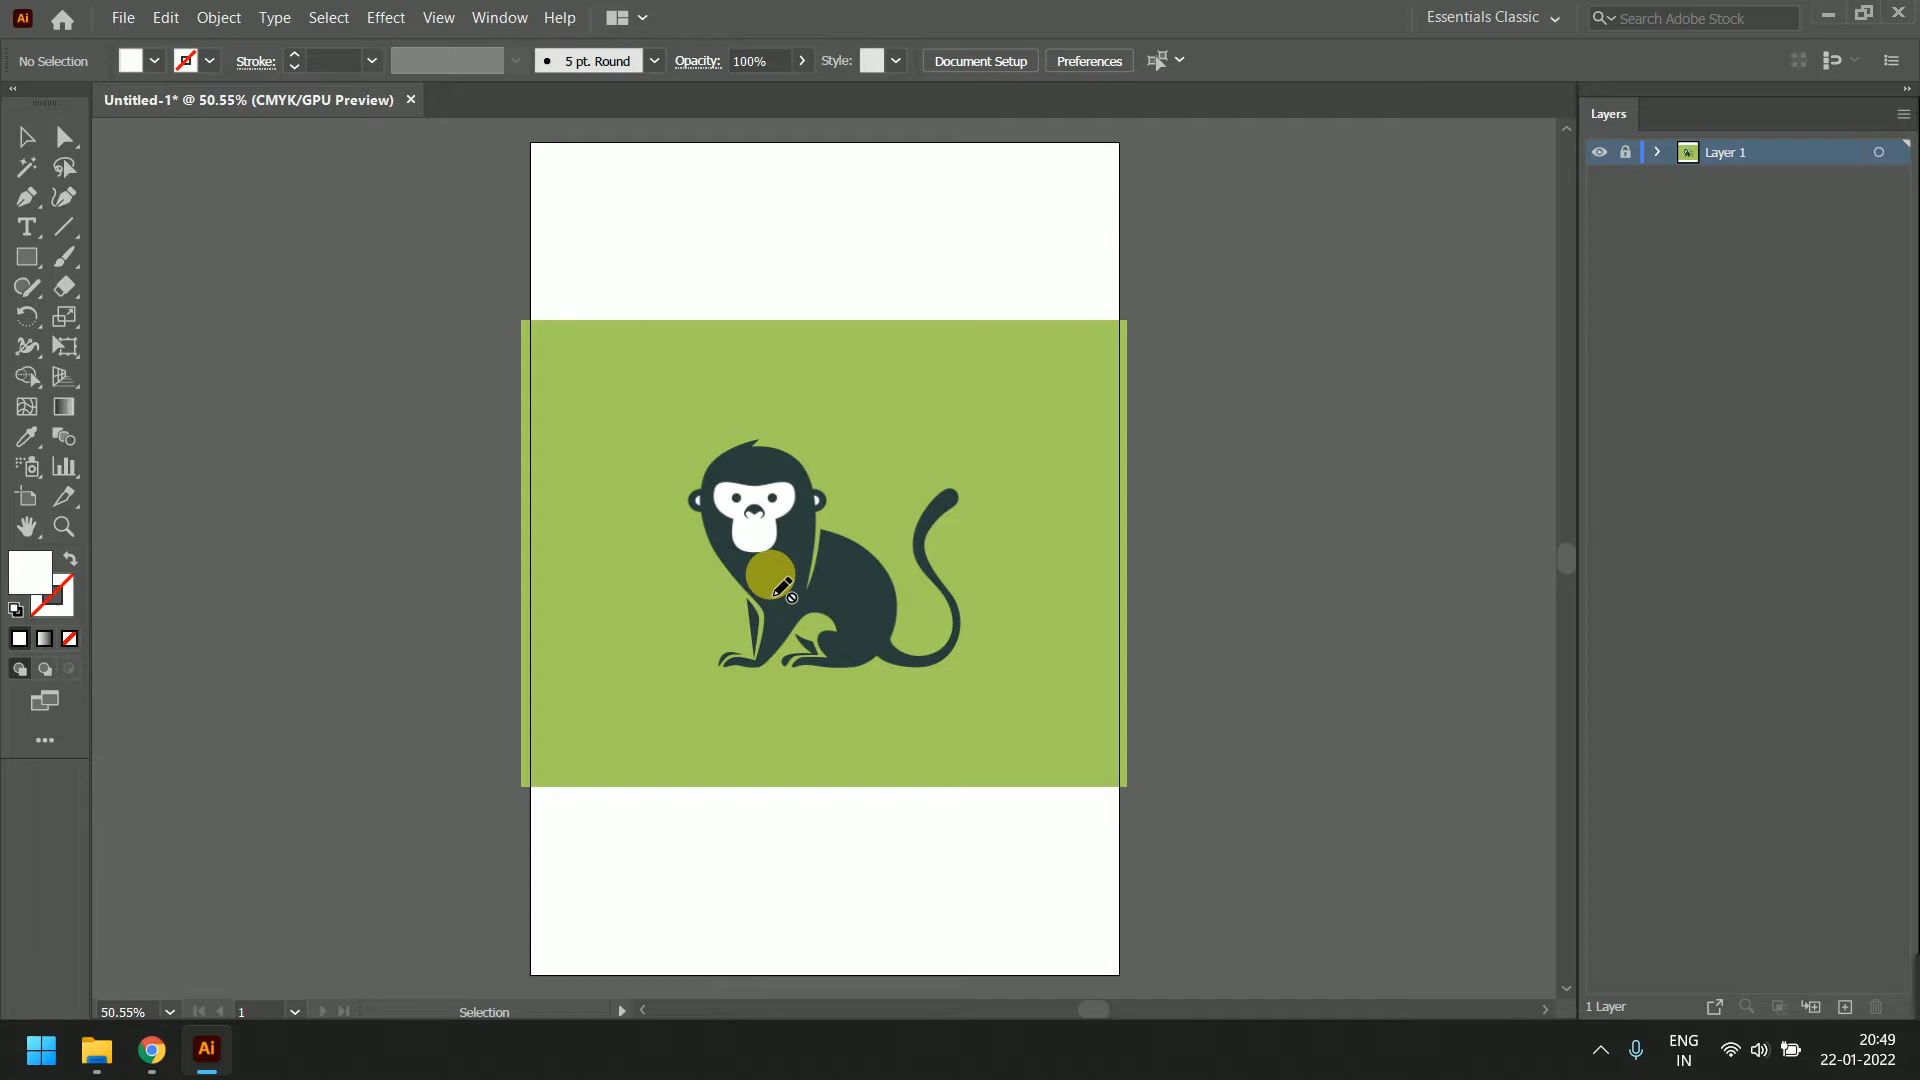 Ai File Edit Object Type Select Effect View Window Help Essentials Classic Search Adobe Stock
No Selection Stroke: 5 pt. Round Opacity: 100% Style: Document Setup Preferences
Untitled-1* @ 50.55% (CMYK/GPU Preview)
Layers
Layer 1
T
50.55% 1 Selection
1 Layer
Ai
ENG
IN
20:49
22-01-2022